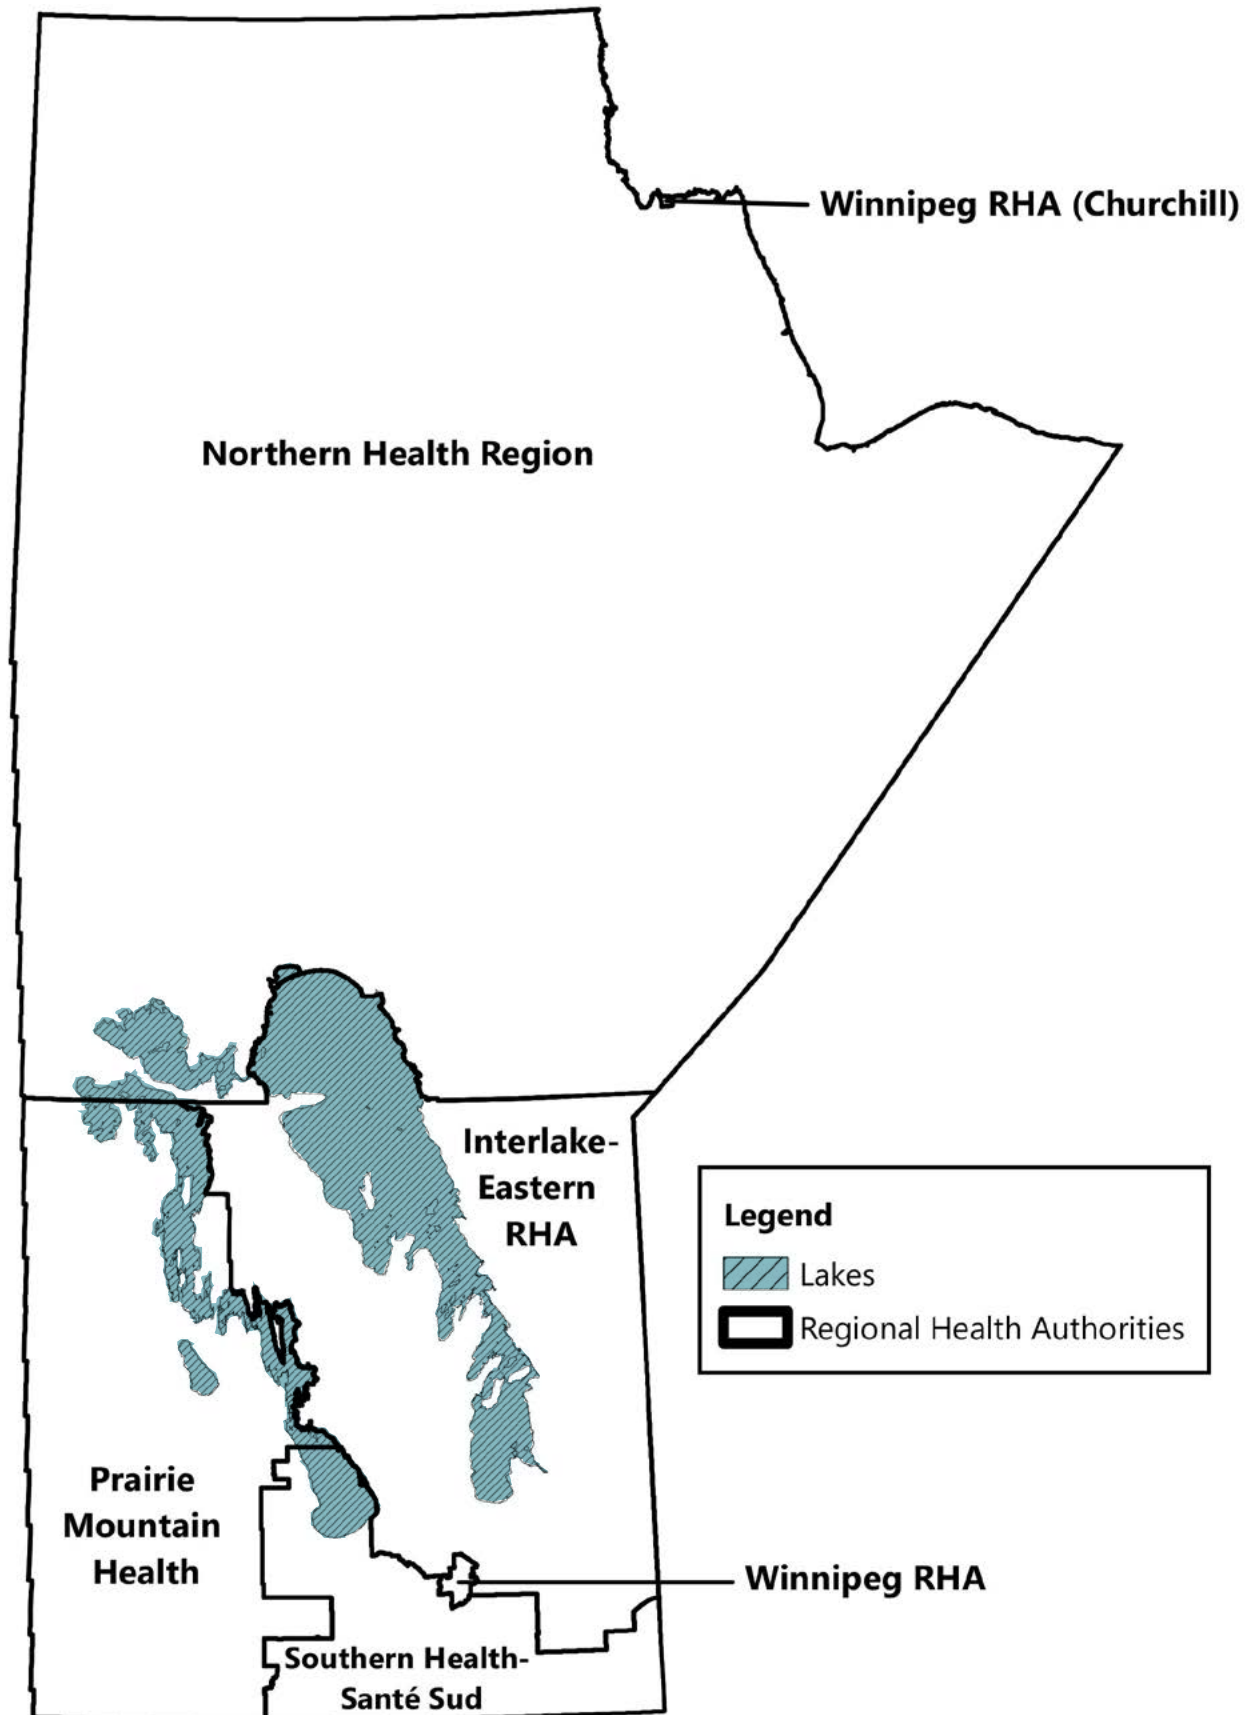 Winnipeg RHA (Churchill)
Northern Health Region
Interlake-
Eastern
RHA
Legend
Lakes
Regional Health Authorities
Prairie
Mountain
Health
Winnipeg RHA
Southern Health-
Santé Sud